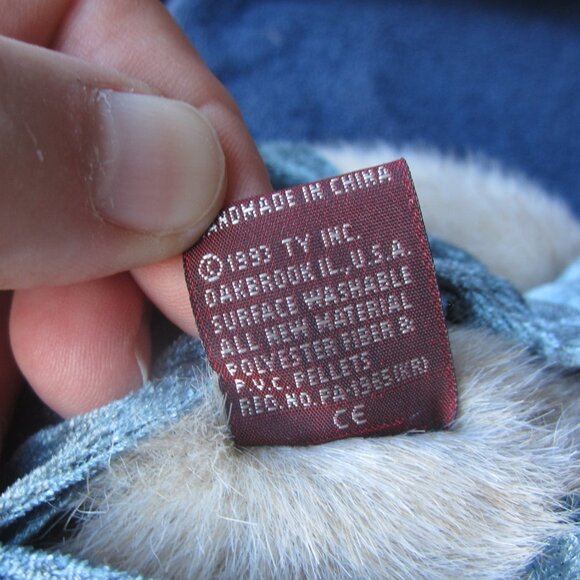 HANDMADE IN CHINA
© 1993 TY INC.
OAKBROOK IL, U.S.A.
SURFACE WASHABLE
ALL NEW MATERIAL
POLYESTER FIBER &
P.V.C. PELLETS
REG. NO. PA-1965(KR)
CE